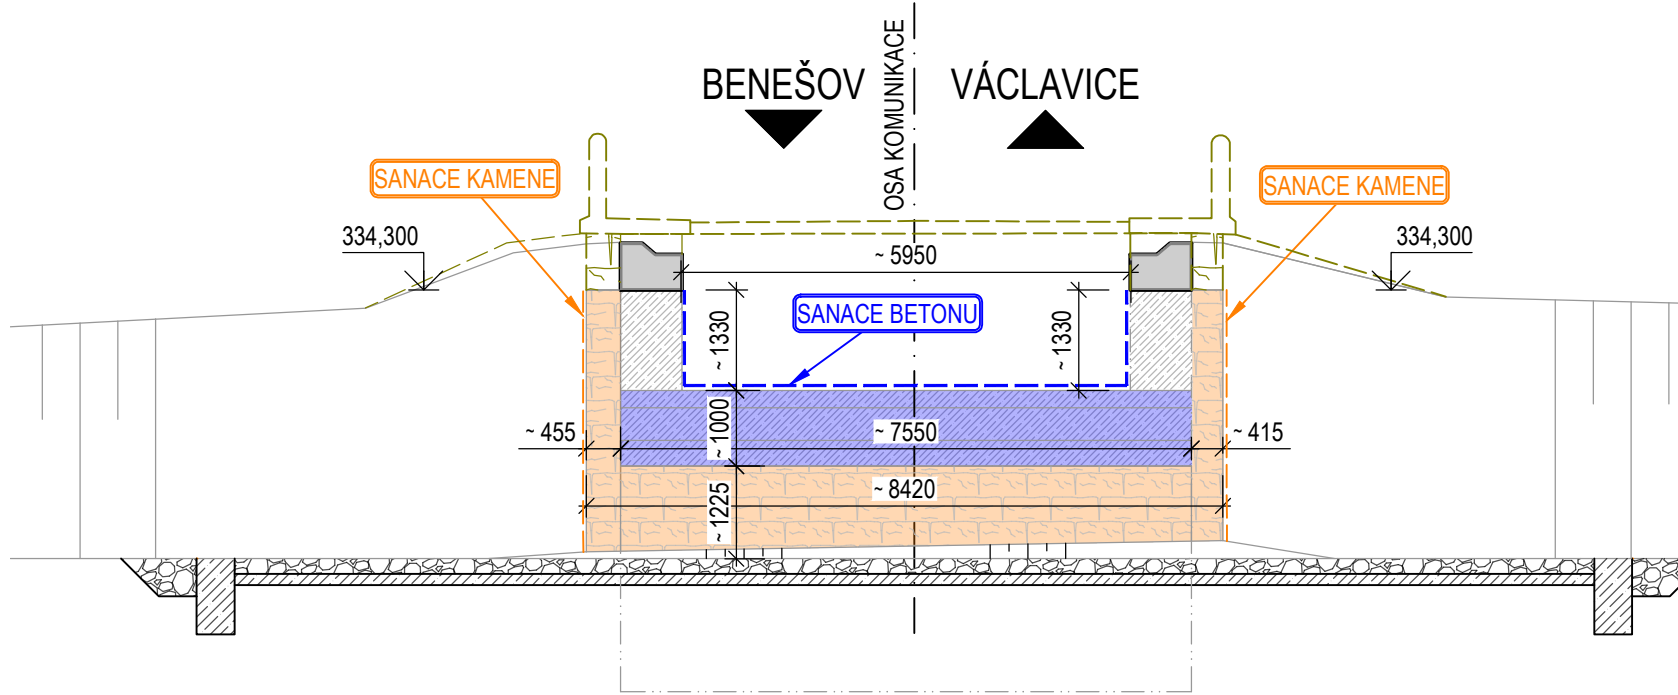 OSA KOMUNIKACE
BENEŠOV
VÁCLAVICE
SANACE KAMENE
SANACE KAMENE
334,300
334,300
~ 5950
SANACE BETONU
~ 1330
~ 1330
~ 455
~ 1000
~ 7550
~ 415
~ 8420
~ 1225